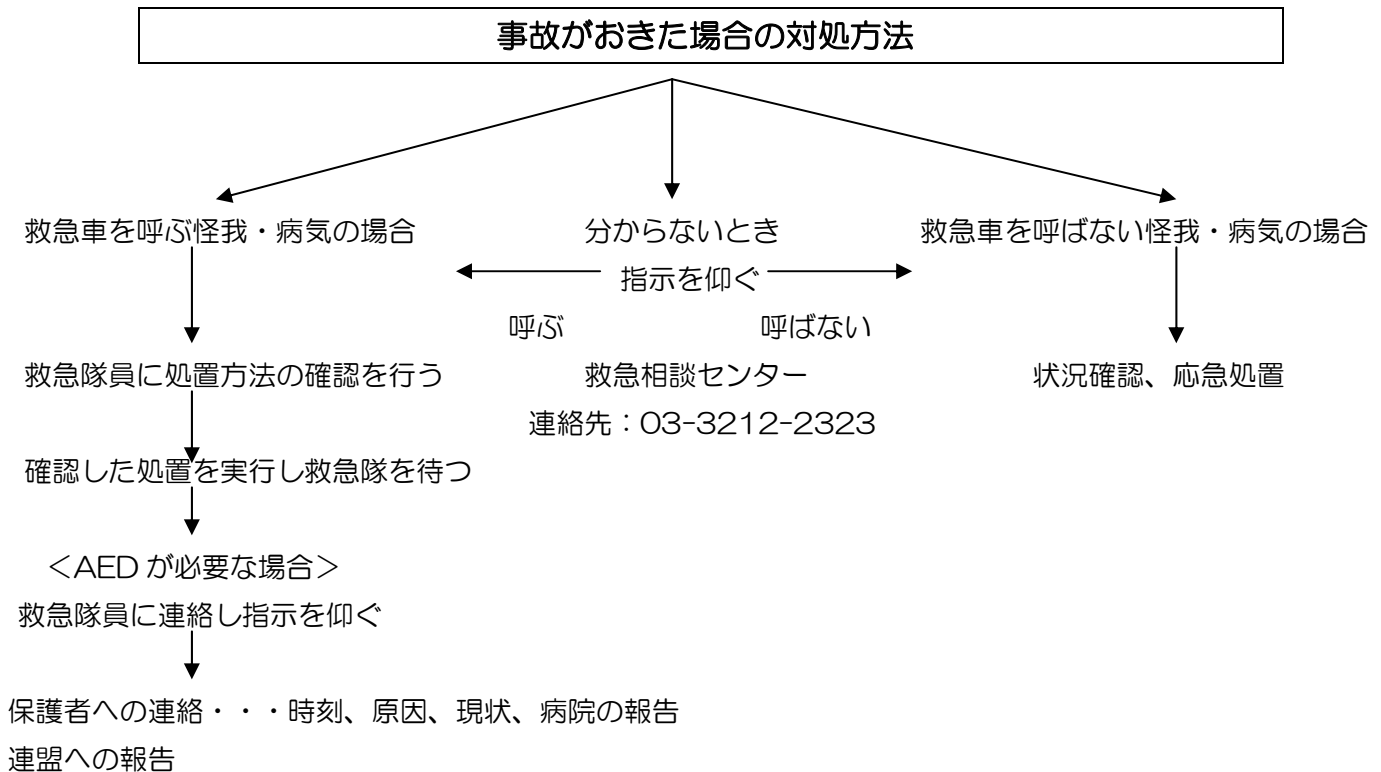 事故がおきた場合の対処方法
救急車を呼ぶ怪我・病気の場合
分からないとき
救急車を呼ばない怪我・病気の場合
指示を仰ぐ
呼ぶ
呼ばない
救急隊員に処置方法の確認を行う
救急相談センター
状況確認、応急処置
連絡先：03-3212-2323
確認した処置を実行し救急隊を待つ
＜AED が必要な場合＞
救急隊員に連絡し指示を仰ぐ
保護者への連絡・・・時刻、原因、現状、病院の報告
連盟への報告